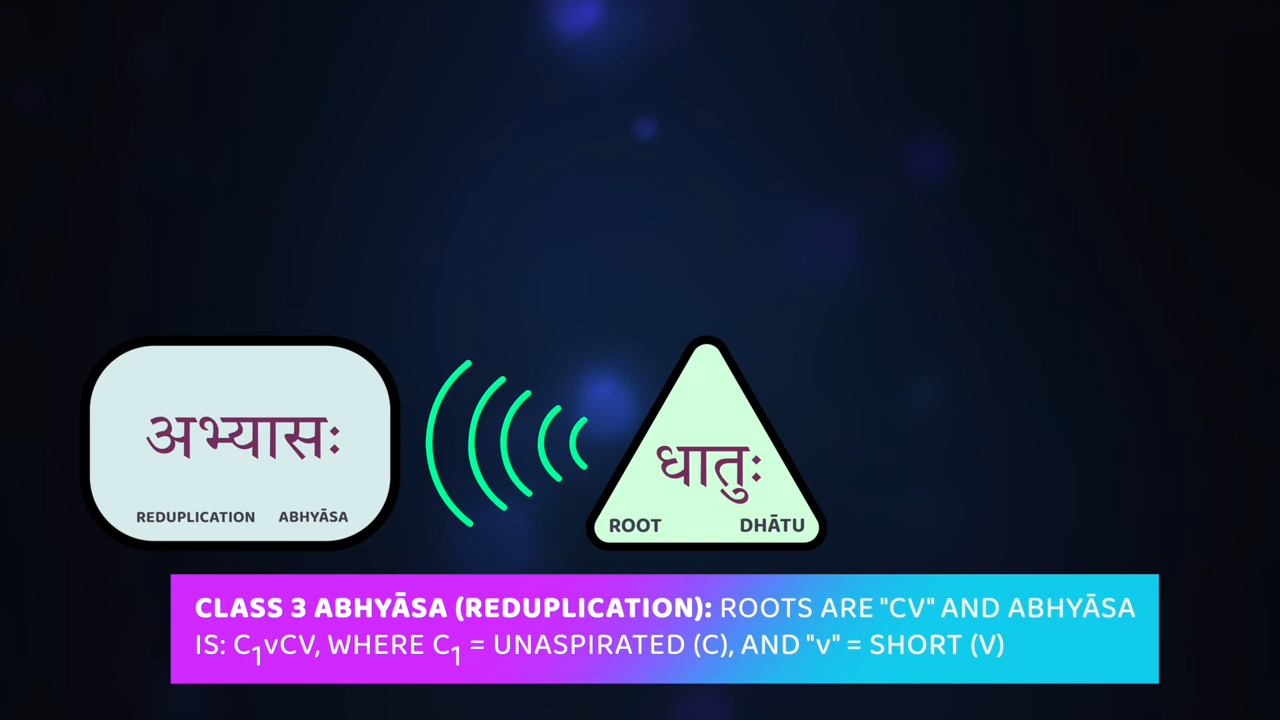 अभ्यासः
REDUPLICATION ABHYĀSA
धातुः
ROOT DHĀTU
CLASS 3 ABHYĀSA (REDUPLICATION): ROOTS ARE "CV" AND ABHYĀSA
IS: C₁vCV, WHERE C₁ = UNASPIRATED (C), AND "v" = SHORT (V)